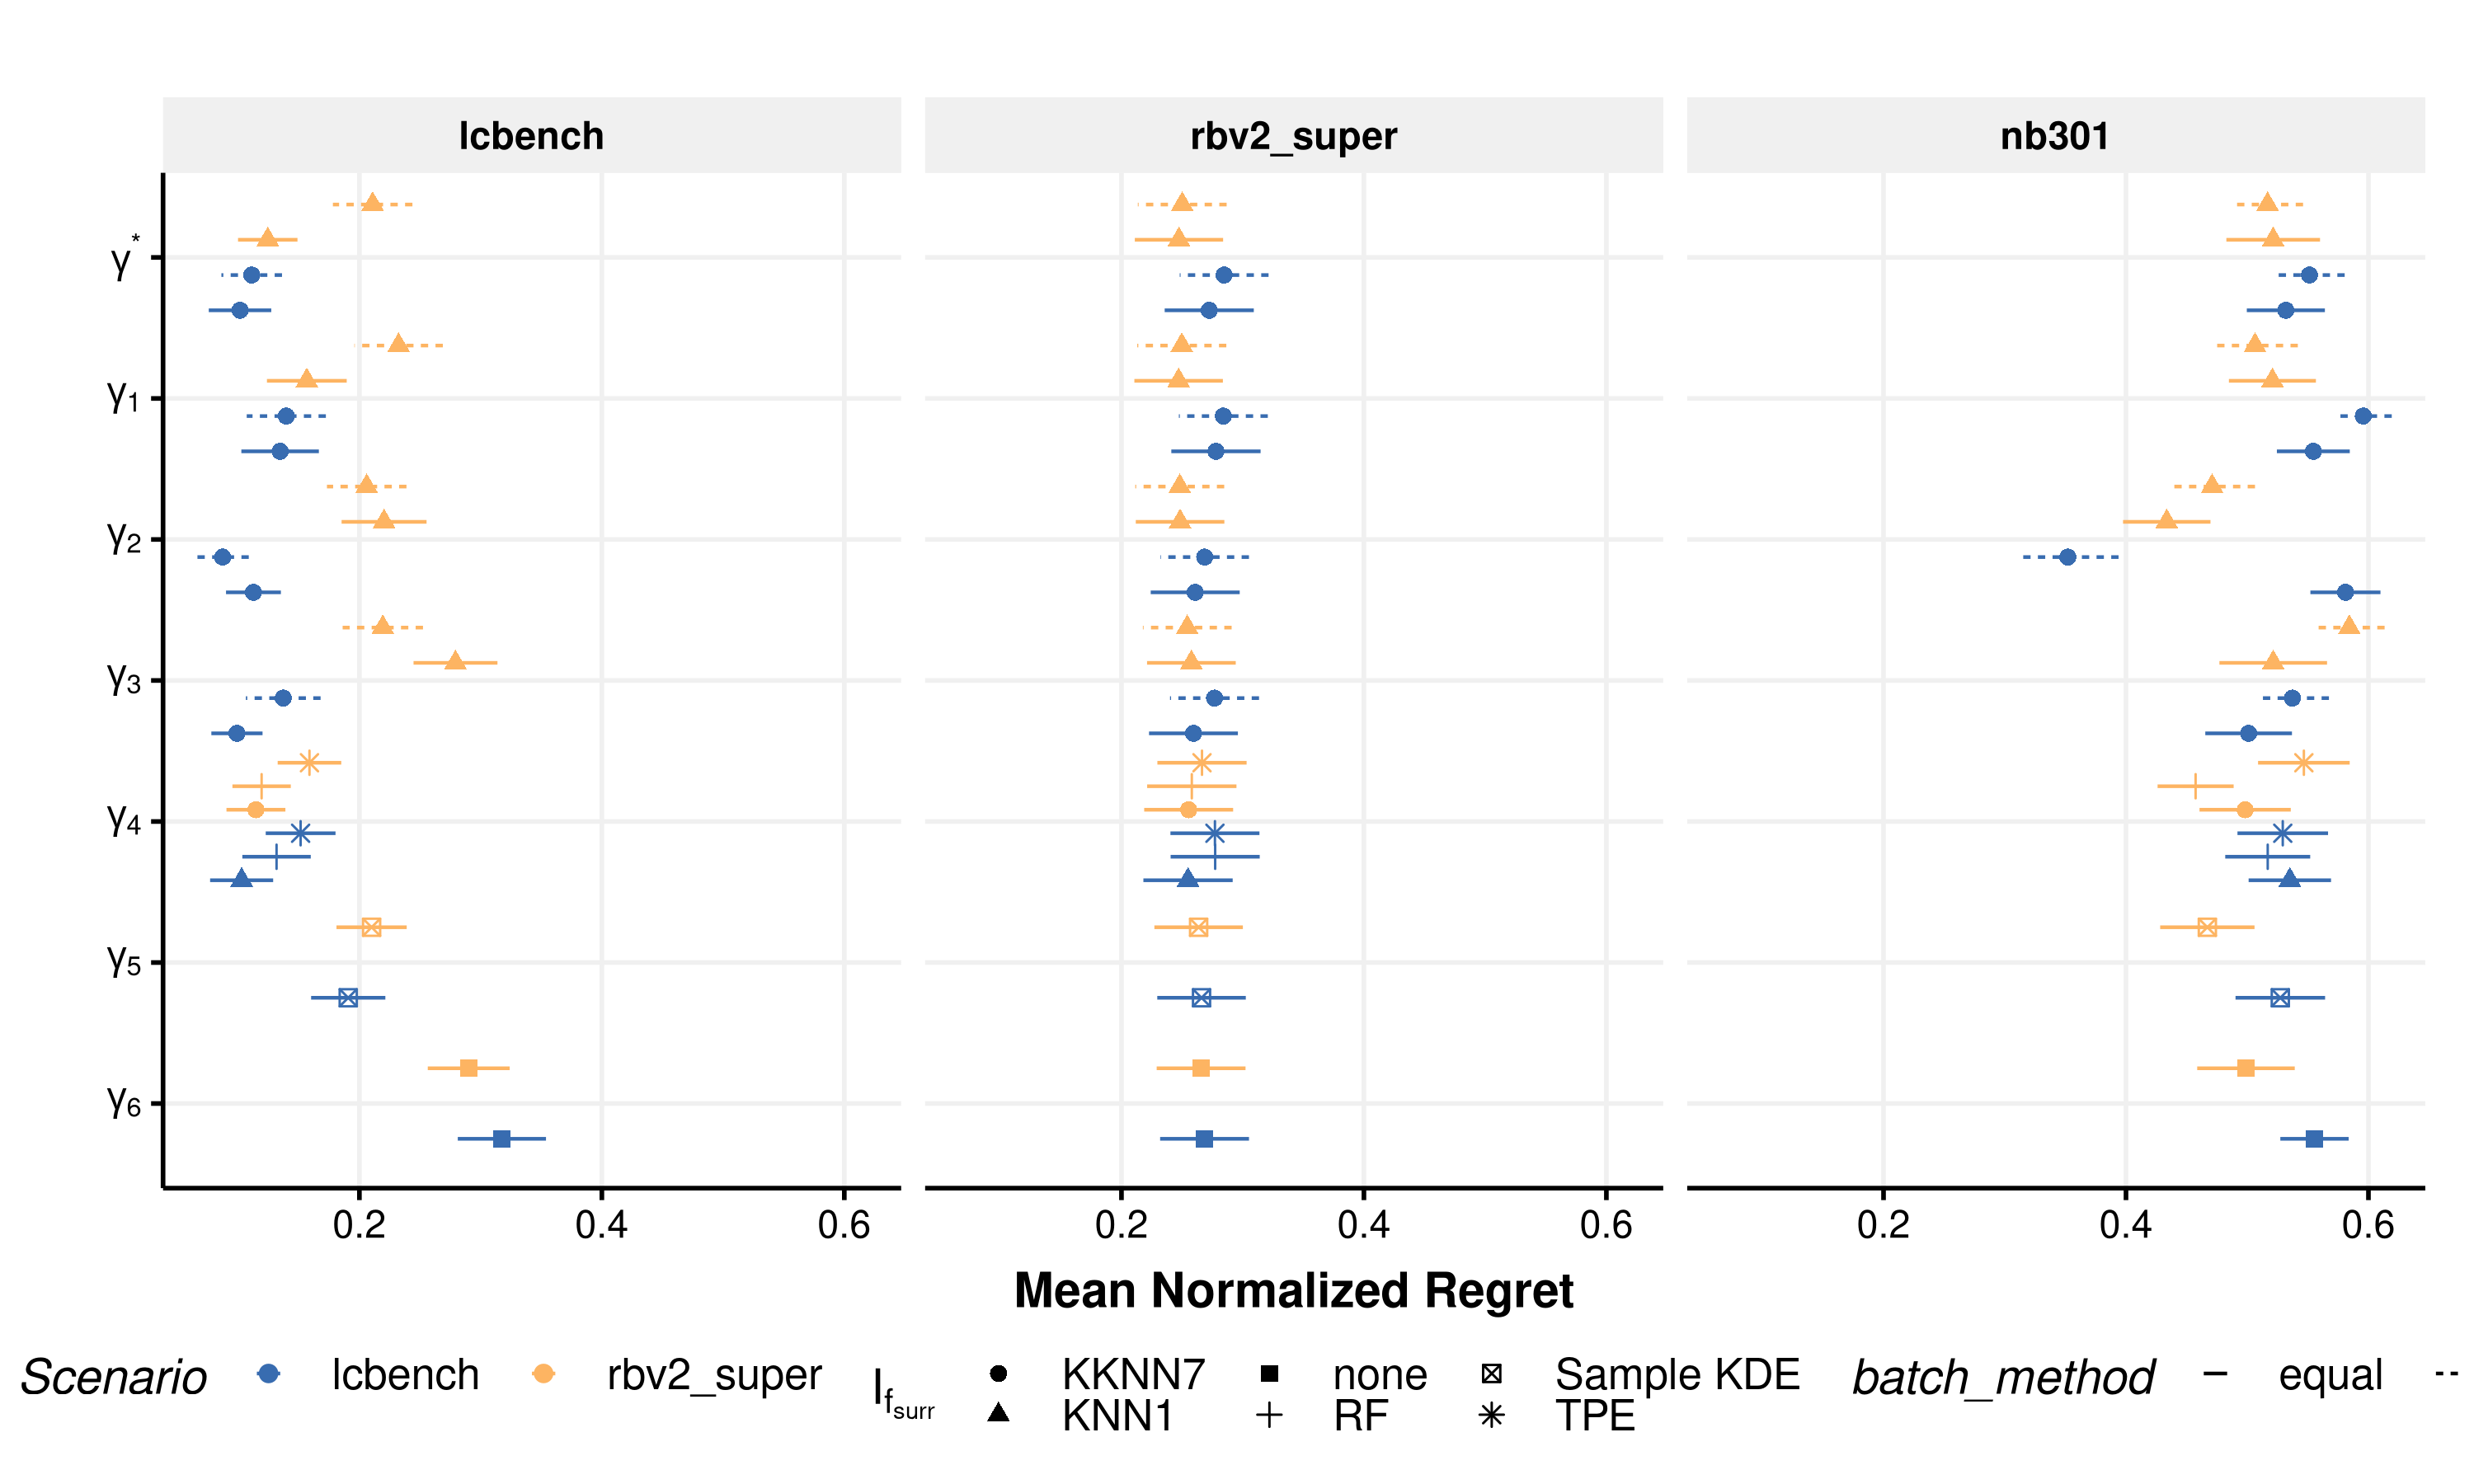 lcbench rbv2_super nb301
γ*
γ1
γ2
γ3
γ4
γ5
γ6
0.2 0.4 0.6 0.2 0.4 0.6 0.2 0.4 0.6
Mean Normalized Regret
Scenario lcbench rbv2_super Ifsurr KKNN7 none Sample KDE batch_method equal
KNN1 RF TPE